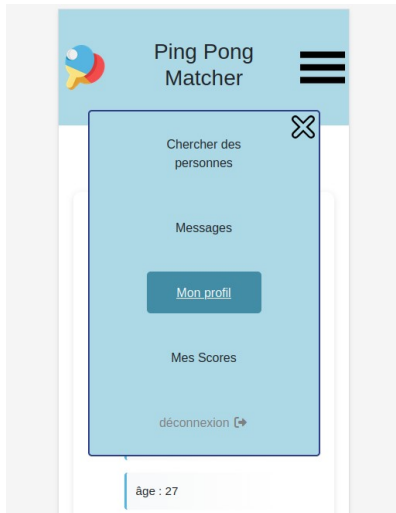 Ping Pong
Matcher
Chercher des
personnes
Messages
Mon profil
Mes Scores
déconnexion
âge : 27